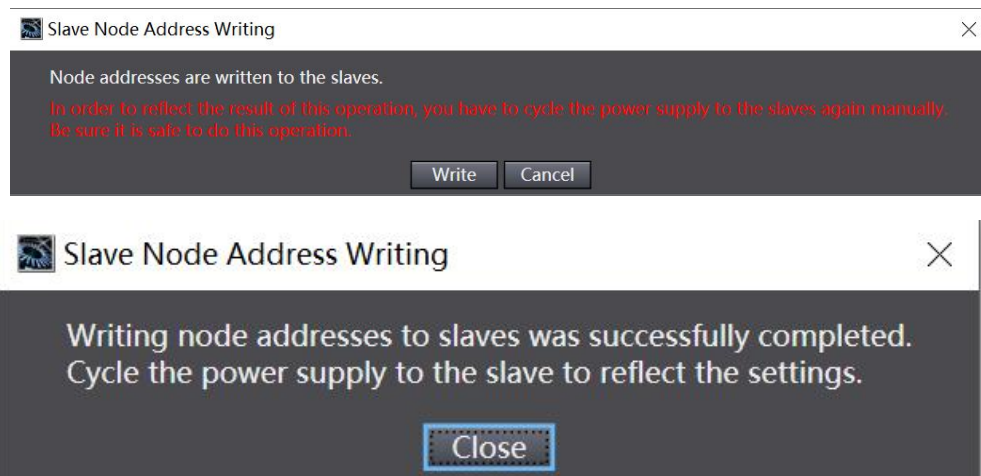 Slave Node Address Writing
Node addresses are written to the slaves.
In order to reflect the result of this operation, you have to cycle the power supply to the slaves again manually.
Be sure it is safe to do this operation.
Write Cancel
Slave Node Address Writing
Writing node addresses to slaves was successfully completed.
Cycle the power supply to the slave to reflect the settings.
Close